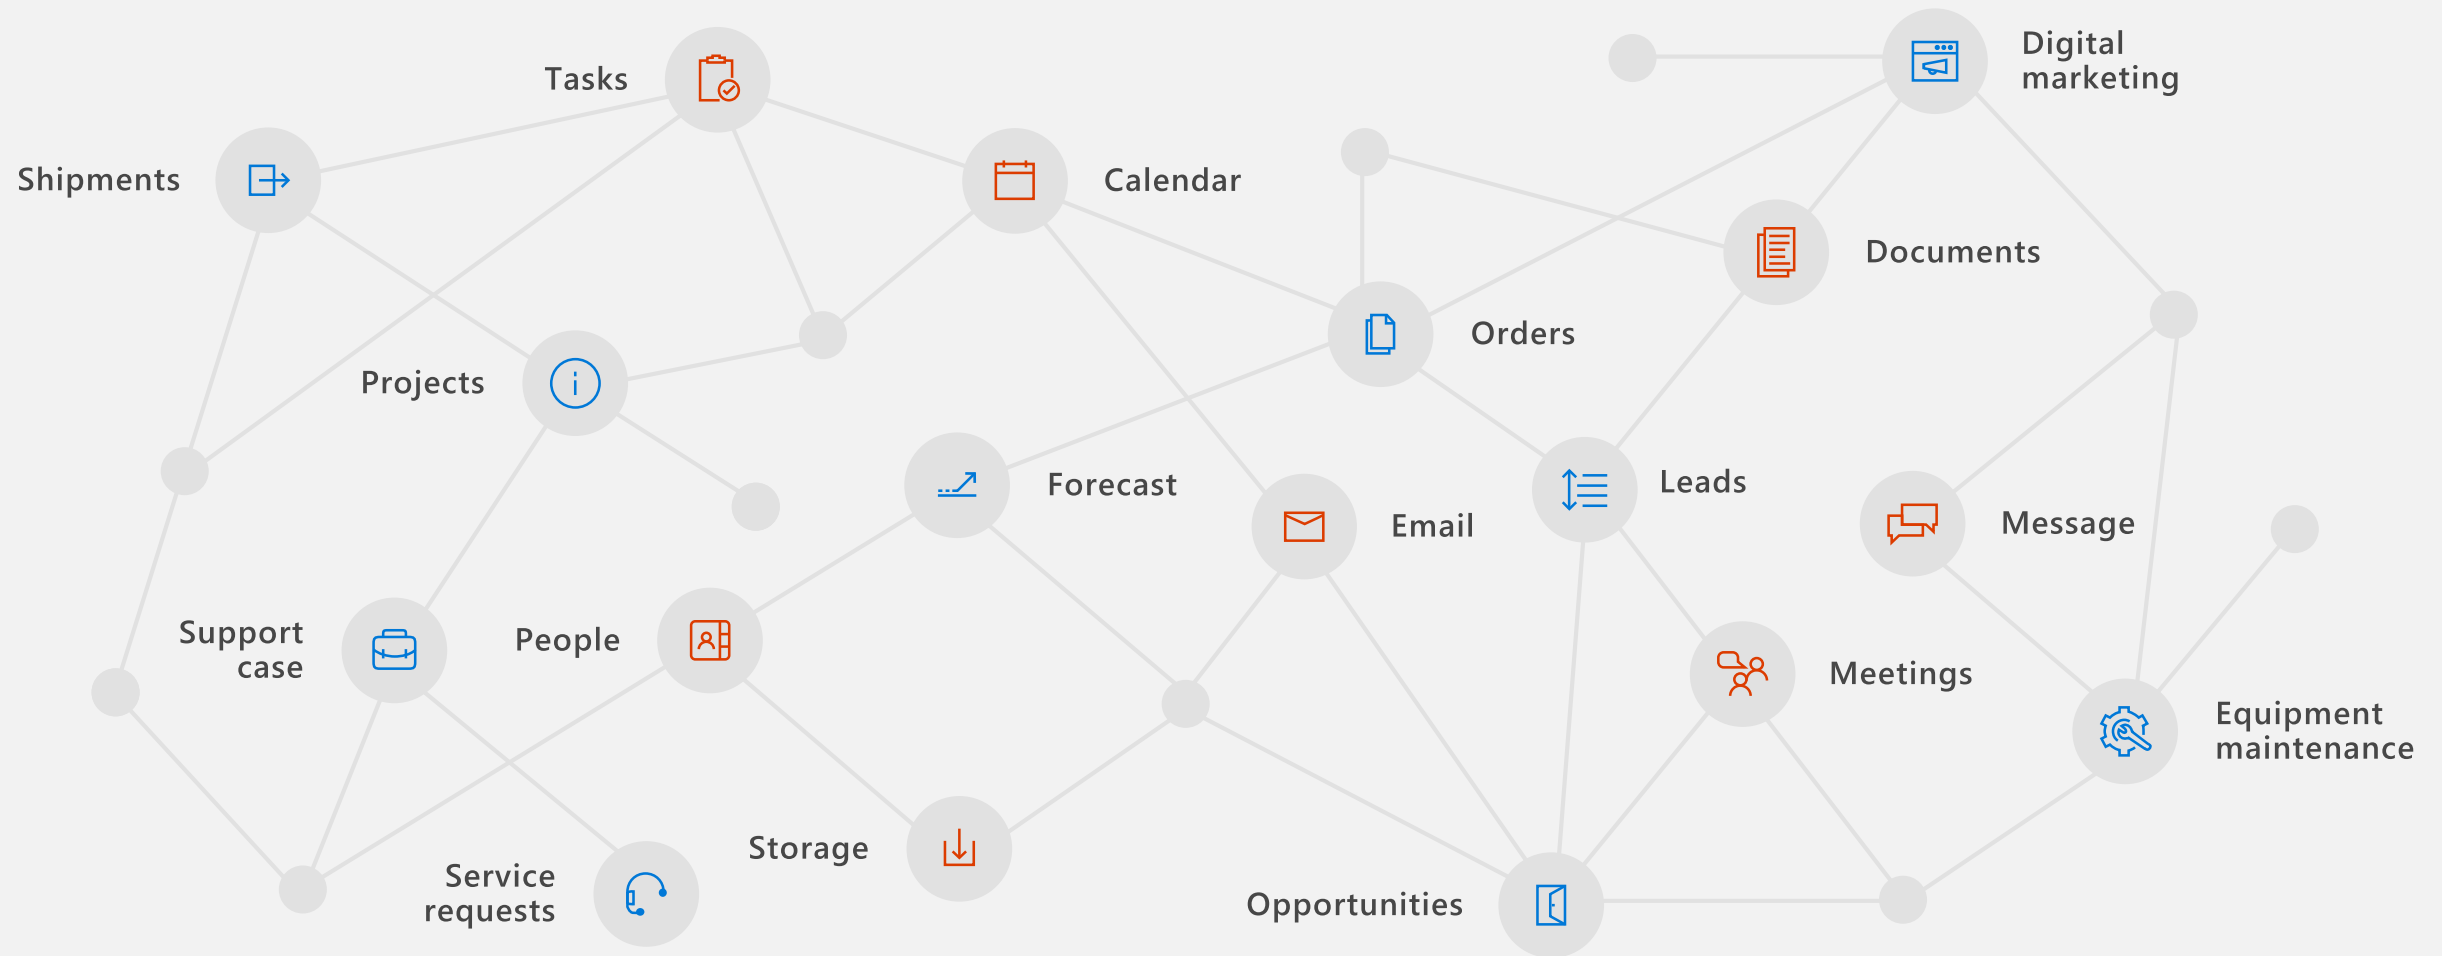 Digital
marketing
Tasks
Shipments
Calendar
Documents
Orders
Projects
Forecast
Leads
Email
Message
Support
case
People
Meetings
Equipment
maintenance
Storage
Service
requests
Opportunities